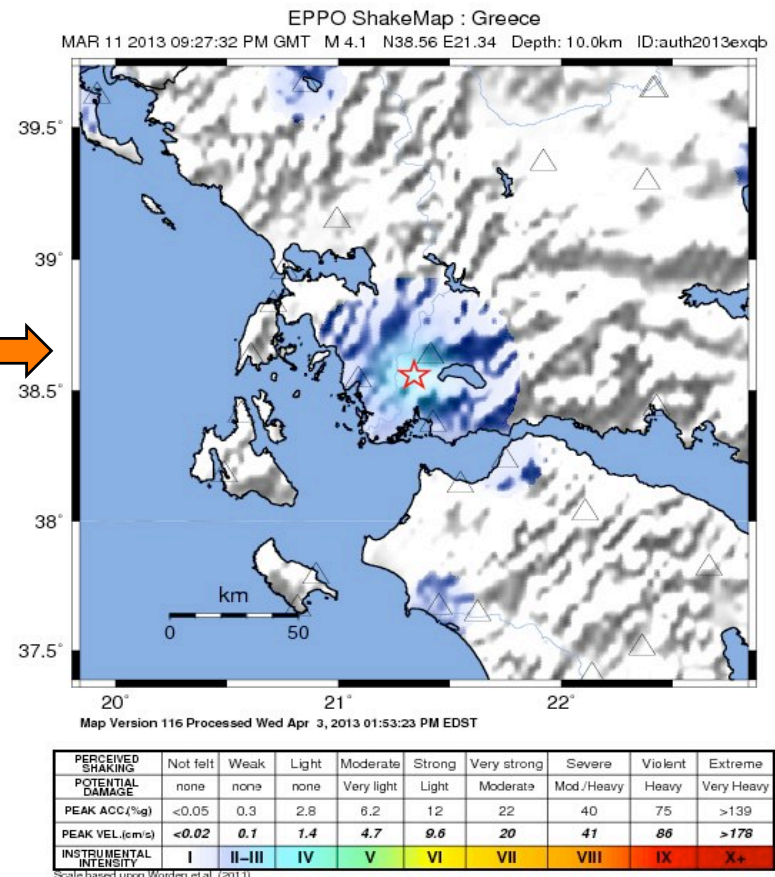 EPPO ShakeMap : Greece
MAR 11 2013 09:27:32 PM GMT M 4.1 N38.56 E21.34 Depth: 10.0km ID:auth2013exqb
39.5°
39°
38.5°
38°
37.5°
km
0 50
20° 21° 22°
Map Version 116 Processed Wed Apr 3, 2013 01:53:23 PM EDST
PERCEIVED SHAKING Not felt Weak Light Moderate Strong Very strong Severe Violent Extreme
POTENTIAL DAMAGE none none none Very light Light Moderate Mod./Heavy Heavy Very Heavy
PEAK ACC.(%g) <0.05 0.3 2.8 6.2 12 22 40 75 >139
PEAK VEL.(cm/s) <0.02 0.1 1.4 4.7 9.6 20 41 86 >178
INSTRUMENTAL INTENSITY I II–III IV V VI VII VIII IX X+
Scale based upon Worden et al. (2011)